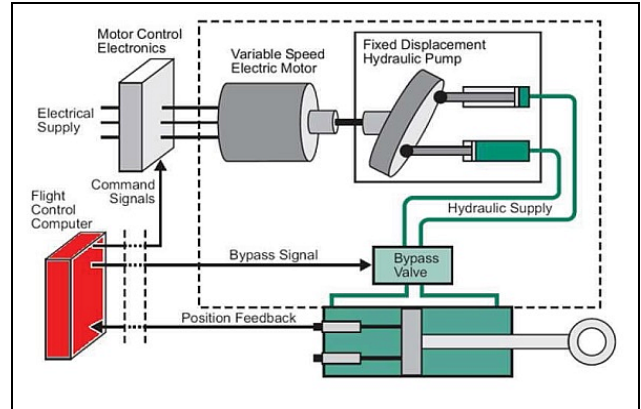 Motor Control
Electronics
Variable Speed
Electric Motor
Fixed Displacement
Hydraulic Pump
Electrical
Supply
Command
Signals
Flight
Control
Computer
Hydraulic Supply
Bypass Signal
Bypass
Valve
Position Feedback